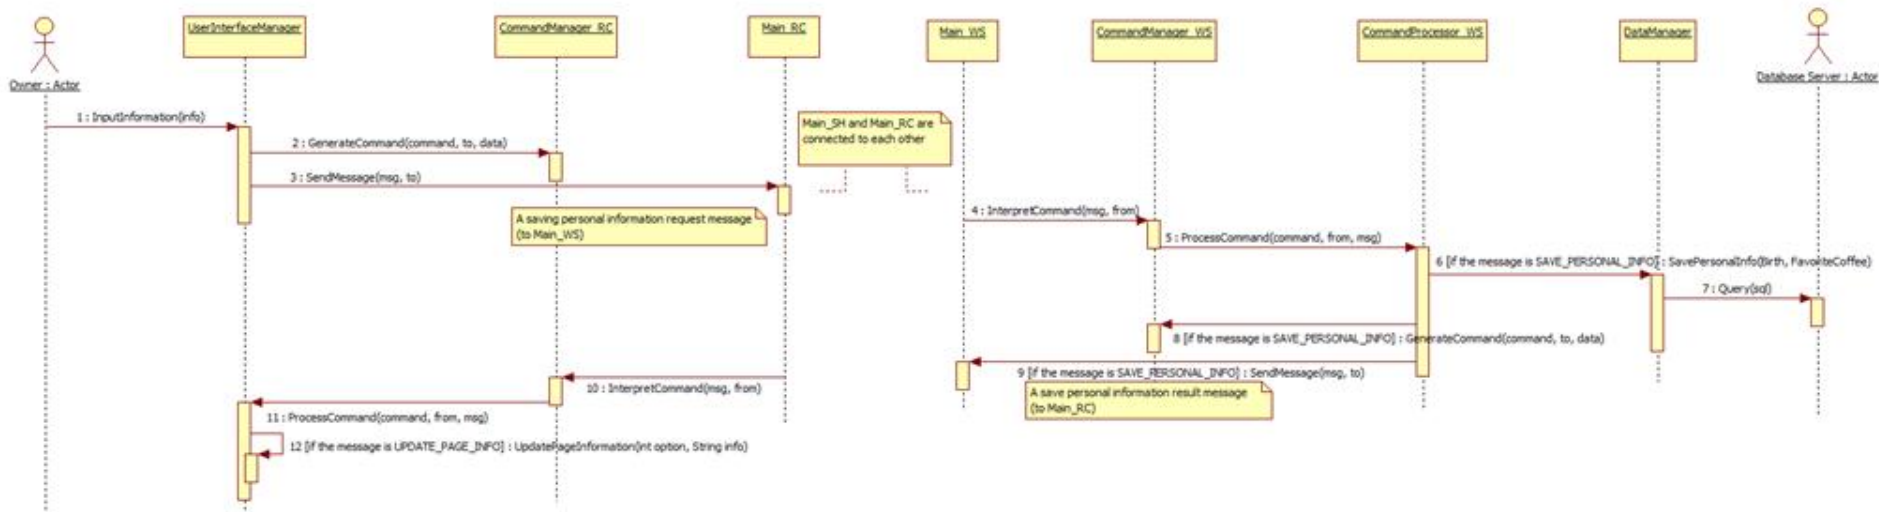 UserInterfaceManager
CommandManager_RC
Main_RC
Main_WS
CommandManager_WS
CommandProcessor_WS
DataManager
Owner : Actor
Database Server : Actor
1 : InputInformation(info)
2 : GenerateCommand(command, to, data)
3 : SendMessage(msg, to)
Main_SH and Main_RC are
connected to each other
A saving personal information request message
(to Main_WS)
4 : InterpretCommand(msg, from)
5 : ProcessCommand(command, from, msg)
6 [if the message is SAVE_PERSONAL_INFO] : SavePersonalInfo(Birth, FavoriteCoffee)
7 : Query(sql)
8 [if the message is SAVE_PERSONAL_INFO] : GenerateCommand(command, to, data)
9 [if the message is SAVE_PERSONAL_INFO] : SendMessage(msg, to)
A save personal information result message
(to Main_RC)
10 : InterpretCommand(msg, from)
11 : ProcessCommand(command, from, msg)
12 [if the message is UPDATE_PAGE_INFO] : UpdatePageInformation(int option, String info)